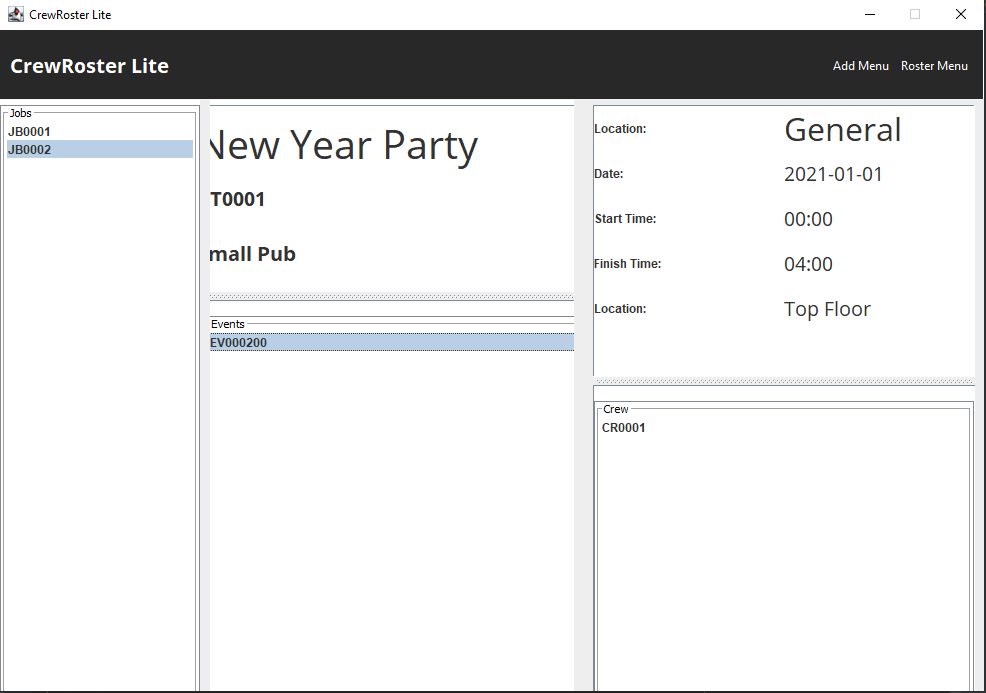 CrewRoster Lite
CrewRoster Lite
Add Menu Roster Menu
Jobs
JB0001
JB0002
New Year Party
T0001
mall Pub
Events
EV000200
Location: General
Date: 2021-01-01
Start Time: 00:00
Finish Time: 04:00
Location: Top Floor
Crew
CR0001